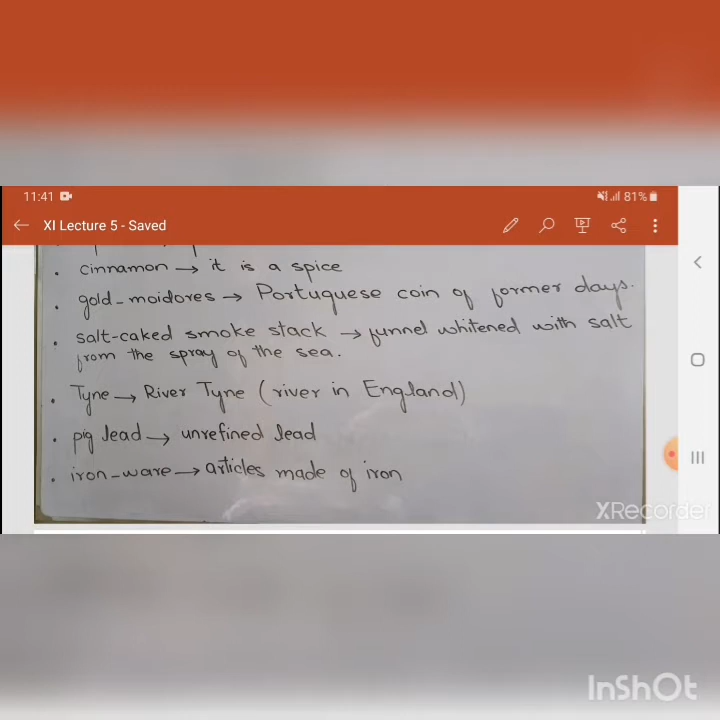 11:41
81%
XI Lecture 5 - Saved
. cinnamon → it is a spice
. gold-moidores → Portuguese coin of former days.
. salt-caked smoke stack → funnel whitened with salt
from the spray of the sea.
. Tyne → River Tyne (river in England)
. pig lead → unrefined lead
. iron-ware → articles made of iron
XRecorder
InShOt